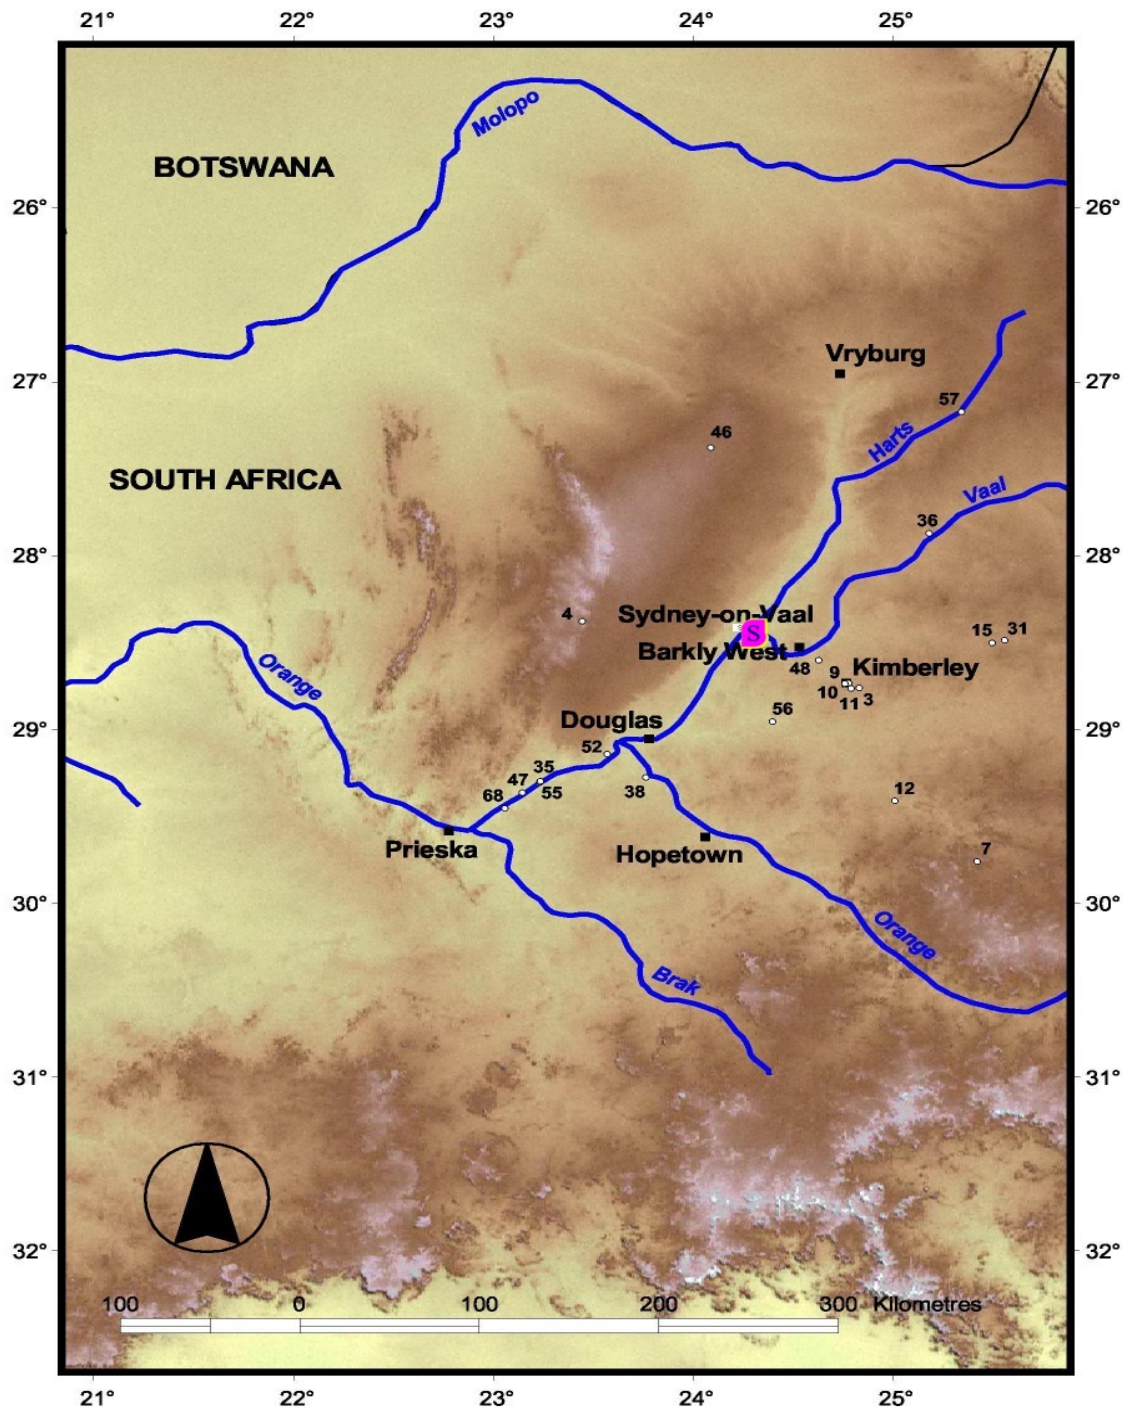 21° 22° 23° 24° 25°
Molopo
BOTSWANA
26° 26°
Vryburg
27° 27°
57
46
Harts
SOUTH AFRICA
Vaal
36
28° 28°
4
Sydney-on-Vaal
S
15 31
Barkly West
48
9
Kimberley
10
11
3
Orange
56
Douglas
29° 29°
52
35
47
68
55
38
12
Prieska
Hopetown
7
30° 30°
Orange
Brak
31° 31°
32° 32°
100 0 100 200 300 Kilometres
21° 22° 23° 24° 25°